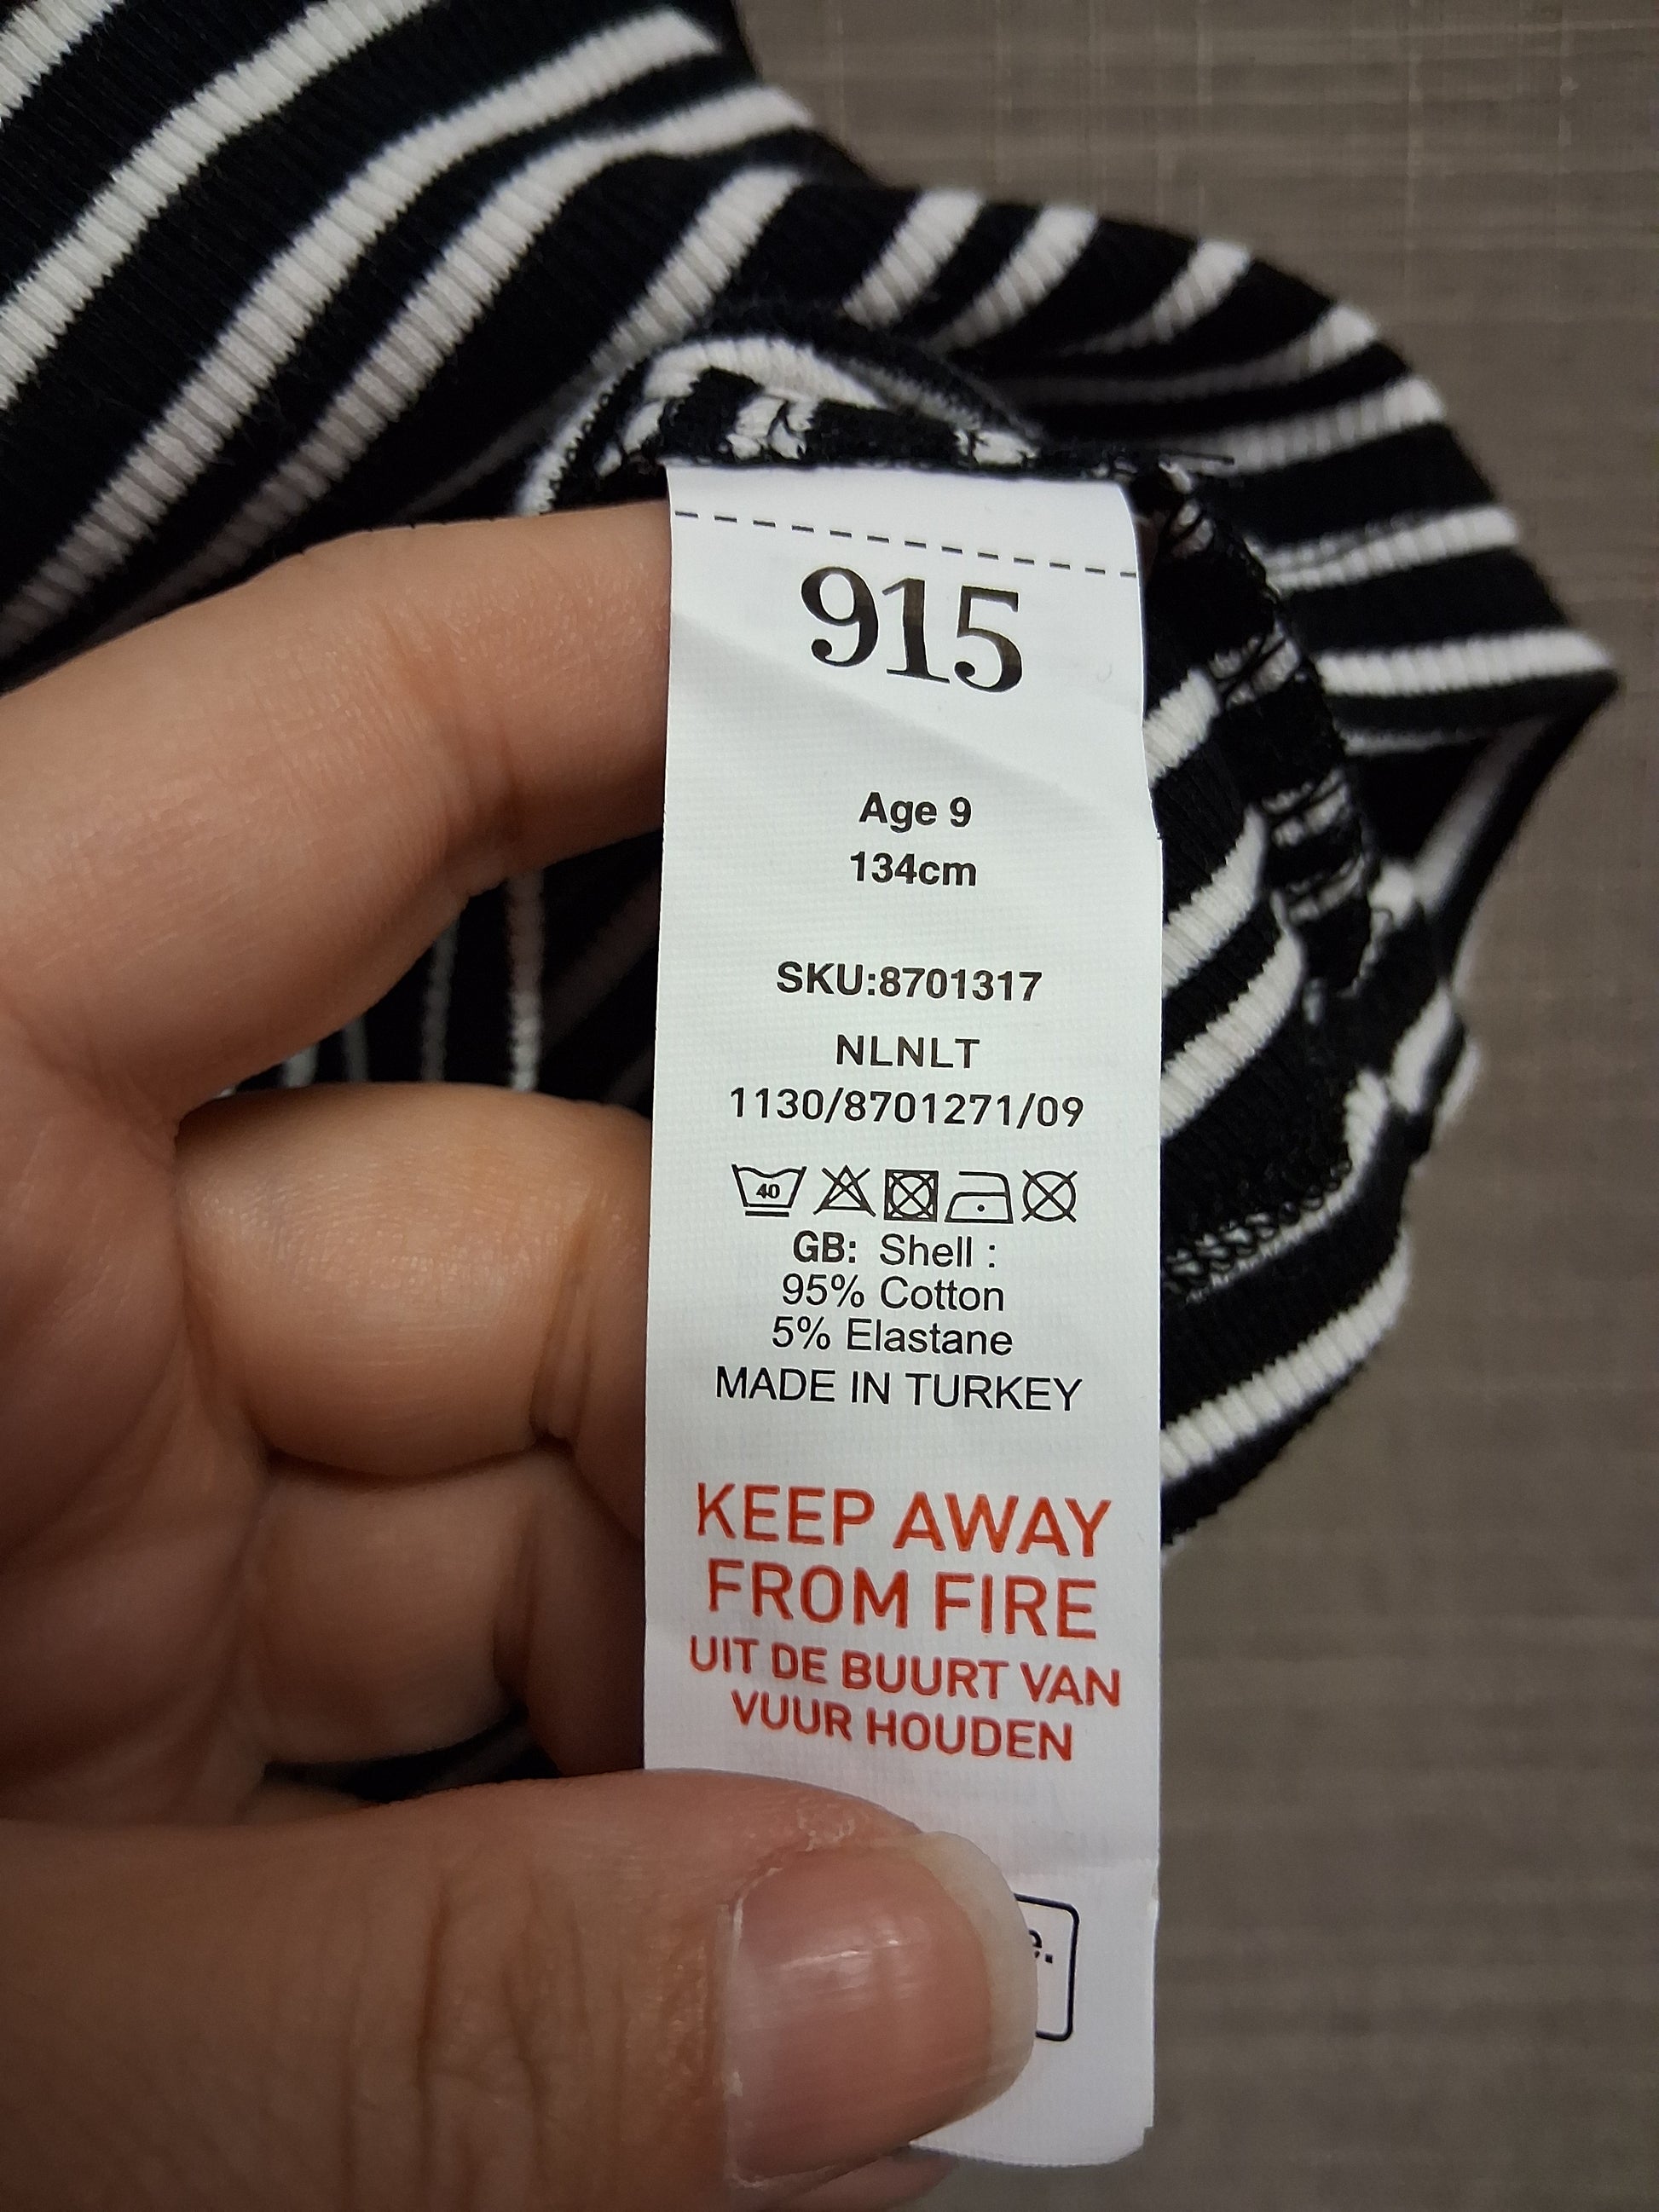 915
Age 9
134cm
SKU:8701317
NLNLT
1130/8701271/09
40
GB: Shell :
95% Cotton
5% Elastane
MADE IN TURKEY
KEEP AWAY
FROM FIRE
UIT DE BUURT VAN
VUUR HOUDEN